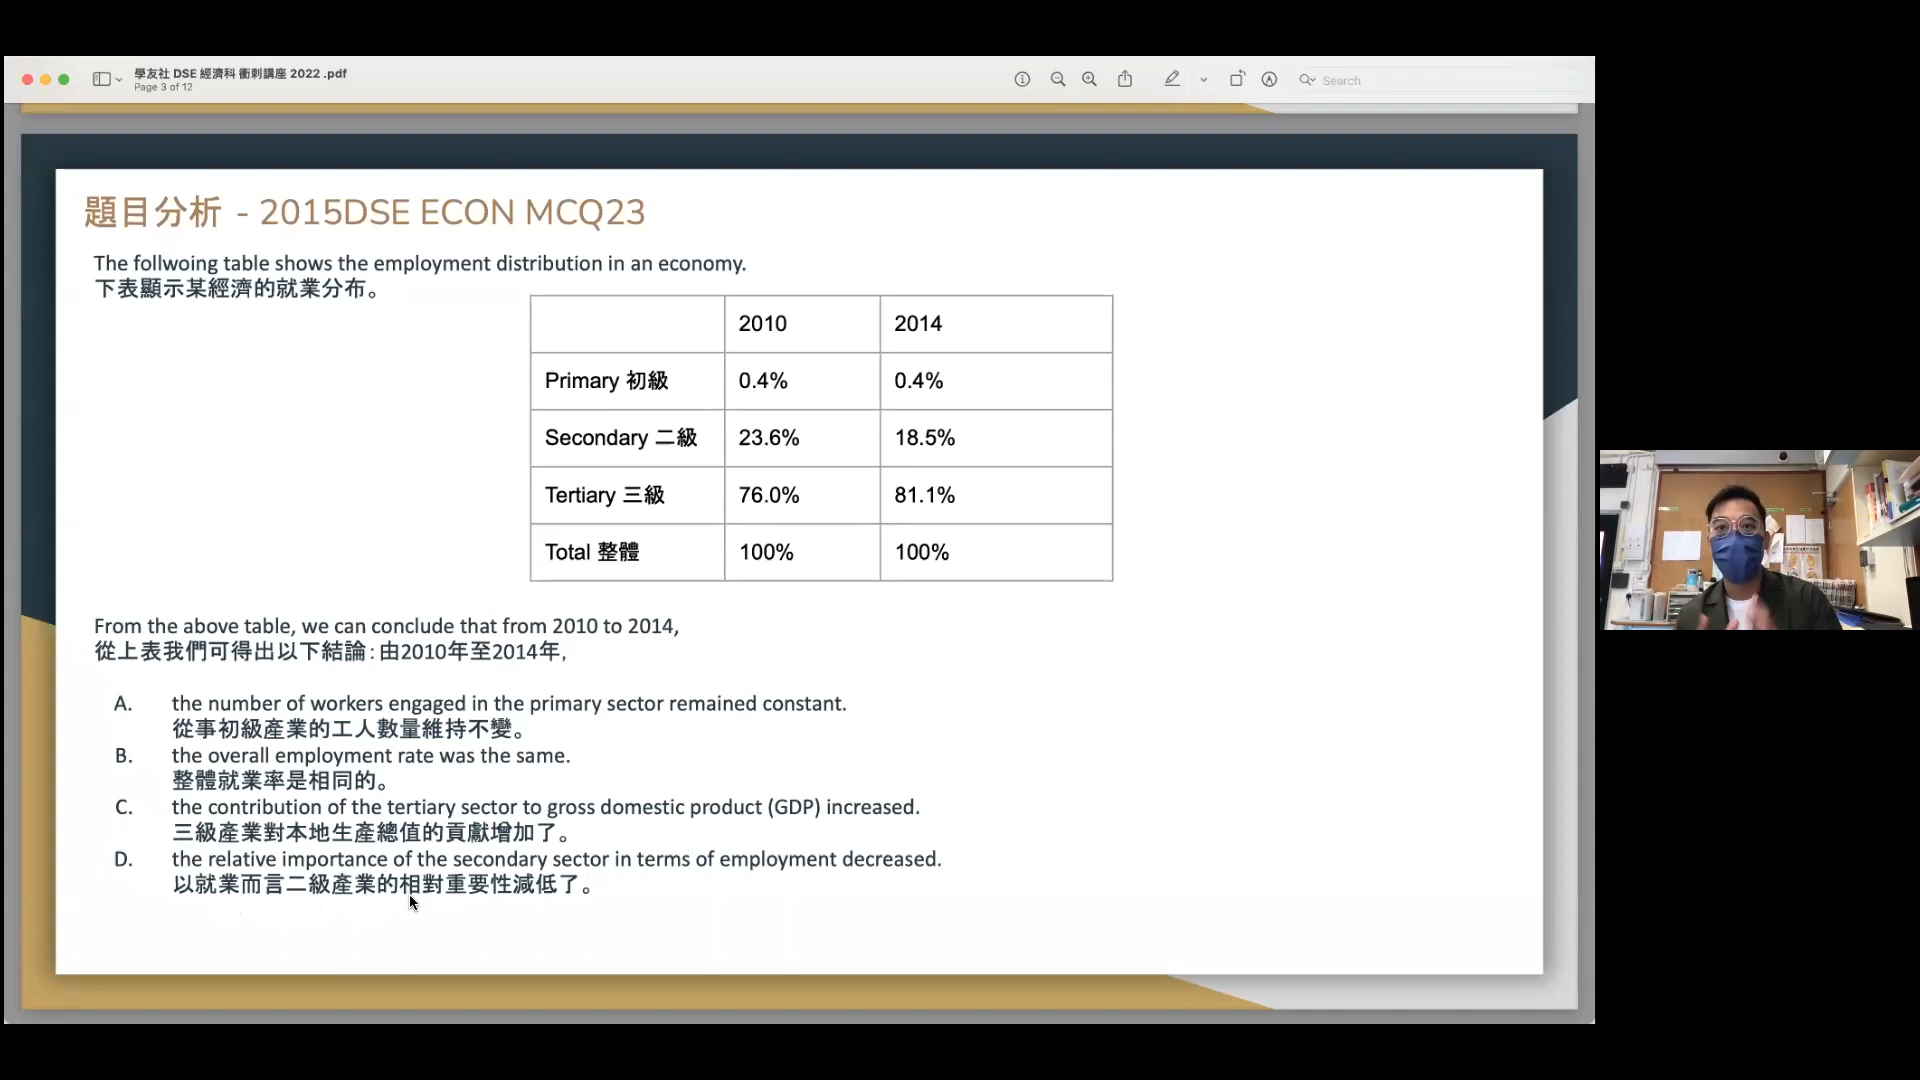 學友社 DSE 經濟科 衝刺講座 2022 .pdf
Page 3 of 12
Search
題目分析 - 2015DSE ECON MCQ23
The follwoing table shows the employment distribution in an economy.
下表顯示某經濟的就業分布。
2010 2014
Primary 初級 0.4% 0.4%
Secondary 二級 23.6% 18.5%
Tertiary 三級 76.0% 81.1%
Total 整體 100% 100%
From the above table, we can conclude that from 2010 to 2014,
從上表我們可得出以下結論:由2010年至2014年,
A. the number of workers engaged in the primary sector remained constant.
從事初級產業的工人數量維持不變。
B. the overall employment rate was the same.
整體就業率是相同的。
C. the contribution of the tertiary sector to gross domestic product (GDP) increased.
三級產業對本地生產總值的貢獻增加了。
D. the relative importance of the secondary sector in terms of employment decreased.
以就業而言二級產業的相對重要性減低了。